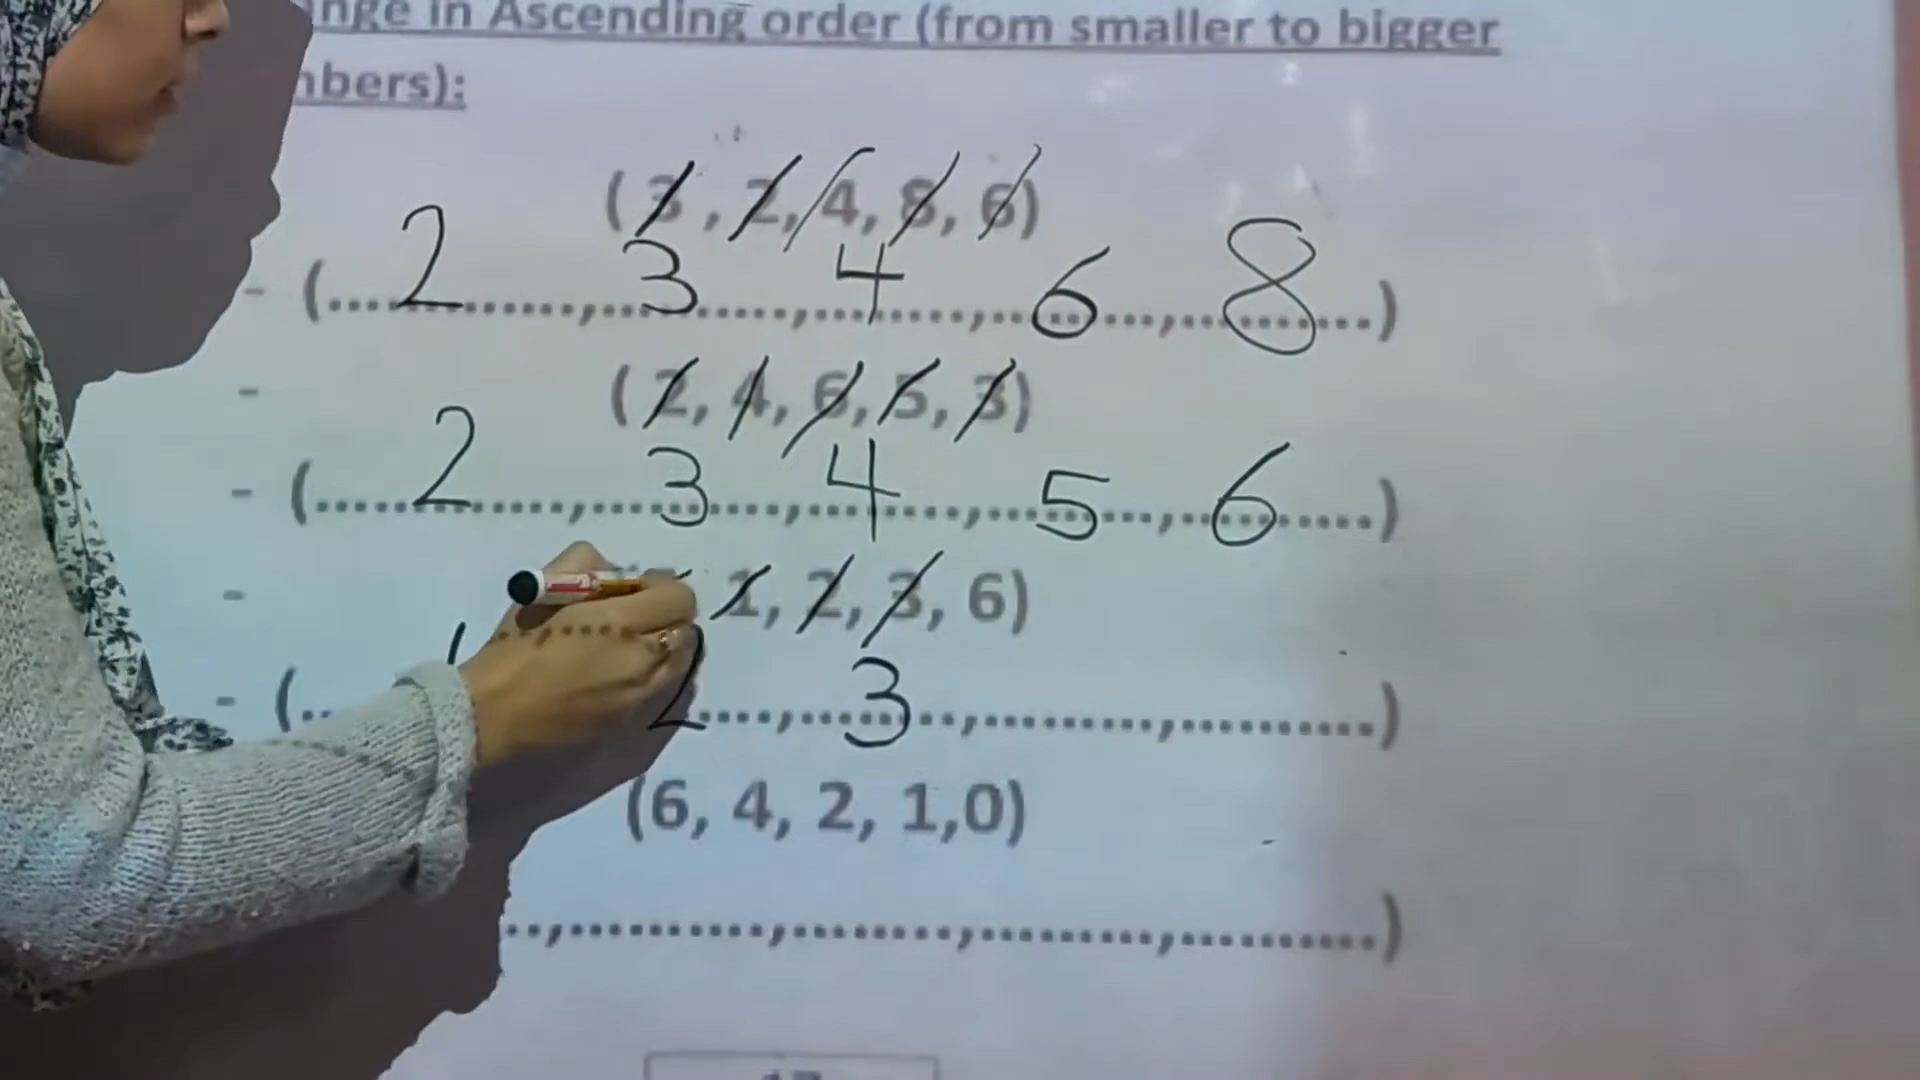 in Ascending order (from smaller to bigger
(3, 2, 4, 8, 6)
- (....2....,....3....,....4....,....6....,....8....)
- (2, 4, 6, 5, 3)
- (....2....,....3....,....4....,....5....,....6....)
- 1, 2, 3, 6)
- (.. 1 2....,....3....,..........,..........)
(6, 4, 2, 1,0)
..,..........,..........,..........,..........)